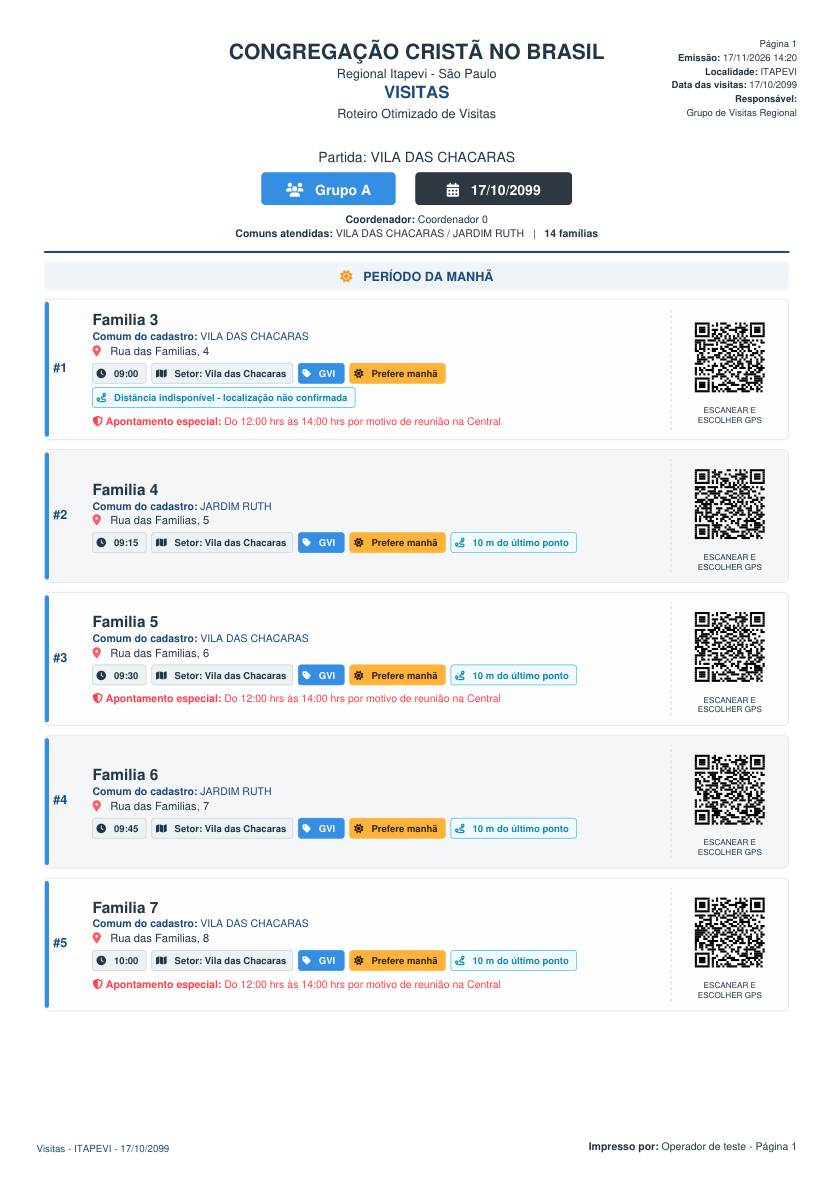 CONGREGAÇÃO CRISTÃ NO BRASIL
Regional Itapevi - São Paulo
VISITAS
Roteiro Otimizado de Visitas
Página 1
Emissão: 17/11/2026 14:20
Localidade: ITAPEVI
Data das visitas: 17/10/2099
Responsável:
Grupo de Visitas Regional
Partida: VILA DAS CHACARAS
Grupo A
17/10/2099
Coordenador: Coordenador 0
Comuns atendidas: VILA DAS CHACARAS / JARDIM RUTH | 14 famílias
PERÍODO DA MANHÃ
#1
Familia 3
Comum do cadastro: VILA DAS CHACARAS
Rua das Familias, 4
09:00 Setor: Vila das Chacaras GVI Prefere manhã
Distância indisponível - localização não confirmada
Apontamento especial: Do 12:00 hrs às 14:00 hrs por motivo de reunião na Central
ESCANEAR E
ESCOLHER GPS
#2
Familia 4
Comum do cadastro: JARDIM RUTH
Rua das Familias, 5
09:15 Setor: Vila das Chacaras GVI Prefere manhã 10 m do último ponto
ESCANEAR E
ESCOLHER GPS
#3
Familia 5
Comum do cadastro: VILA DAS CHACARAS
Rua das Familias, 6
09:30 Setor: Vila das Chacaras GVI Prefere manhã 10 m do último ponto
Apontamento especial: Do 12:00 hrs às 14:00 hrs por motivo de reunião na Central
ESCANEAR E
ESCOLHER GPS
#4
Familia 6
Comum do cadastro: JARDIM RUTH
Rua das Familias, 7
09:45 Setor: Vila das Chacaras GVI Prefere manhã 10 m do último ponto
ESCANEAR E
ESCOLHER GPS
#5
Familia 7
Comum do cadastro: VILA DAS CHACARAS
Rua das Familias, 8
10:00 Setor: Vila das Chacaras GVI Prefere manhã 10 m do último ponto
Apontamento especial: Do 12:00 hrs às 14:00 hrs por motivo de reunião na Central
ESCANEAR E
ESCOLHER GPS
Visitas - ITAPEVI - 17/10/2099
Impresso por: Operador de teste - Página 1